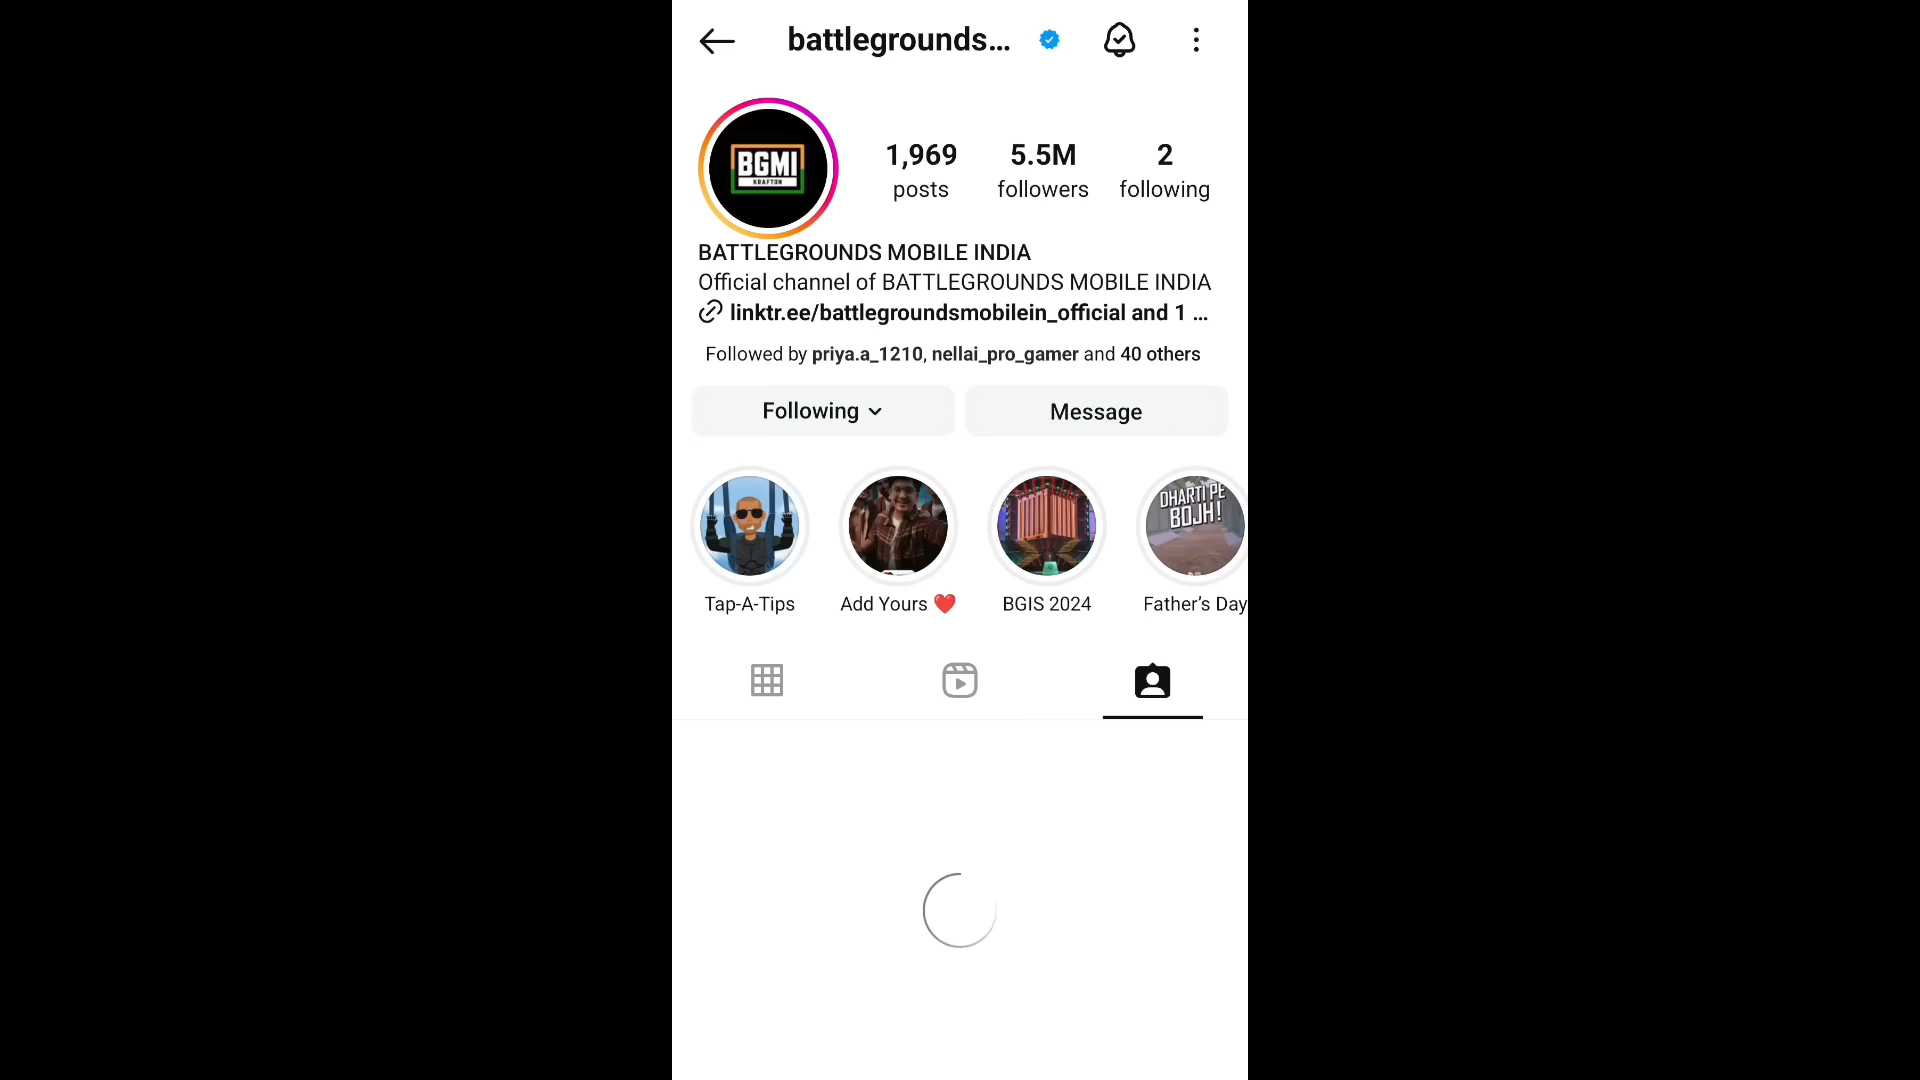 battlegrounds...
BGMI
KRAFTON
1,969 5.5M 2
posts followers following
BATTLEGROUNDS MOBILE INDIA
Official channel of BATTLEGROUNDS MOBILE INDIA
linktr.ee/battlegroundsmobilein_official and 1 ...
Followed by priya.a_1210, nellai_pro_gamer and 40 others
Following Message
DHARTI PE
BOJH!
Tap-A-Tips Add Yours ❤️ BGIS 2024 Father’s Day